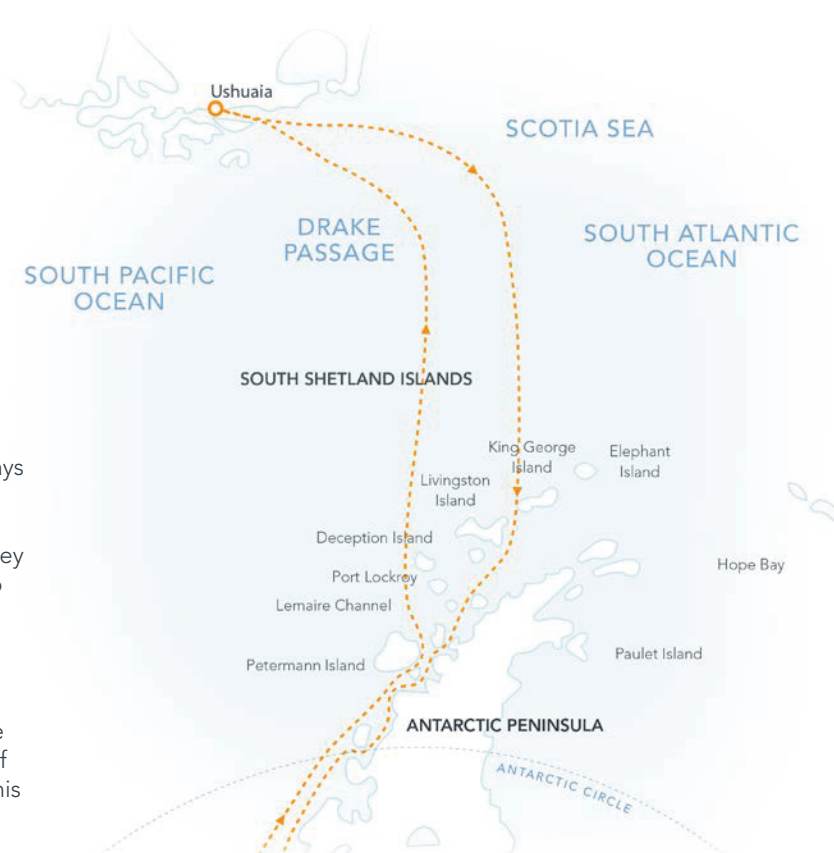 Ushuaia
SCOTIA SEA
DRAKE
PASSAGE
SOUTH ATLANTIC
OCEAN
SOUTH PACIFIC
OCEAN
SOUTH SHETLAND ISLANDS
King George
Island
Elephant
Island
Livingston
Island
Deception Island
Port Lockroy
Hope Bay
Lemaire Channel
Petermann Island
Paulet Island
ANTARCTIC PENINSULA
ANTARCTIC CIRCLE